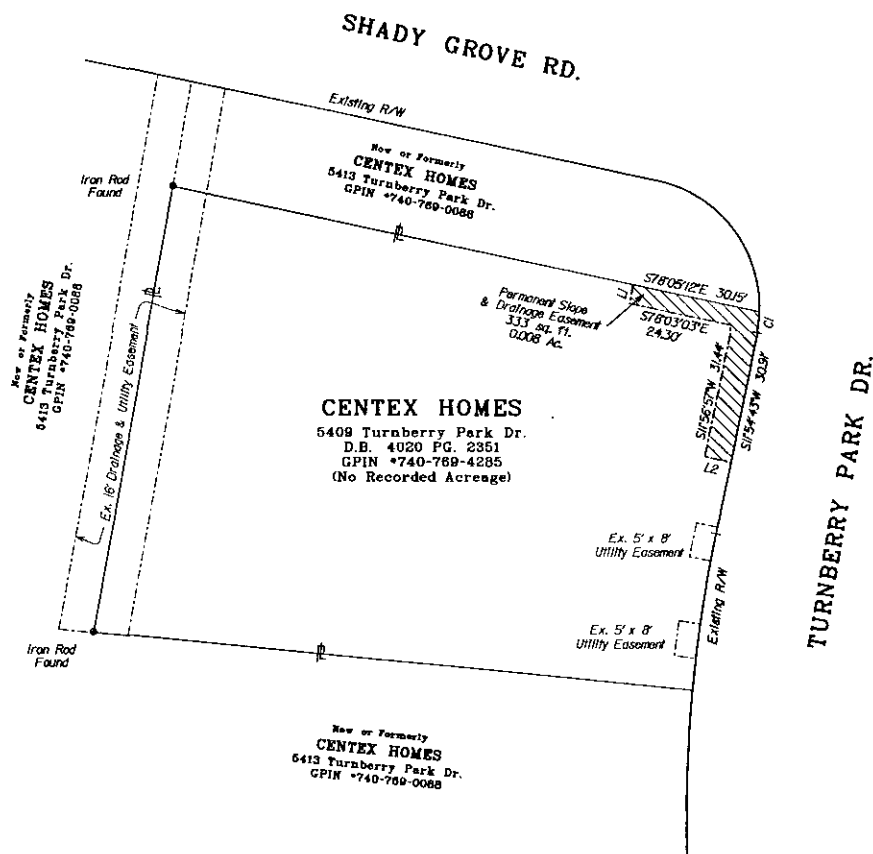 SHADY GROVE RD.
Existing R/W
Now or Formerly
CENTEX HOMES
5413 Turnberry Park Dr.
GPIN *740-769-0088
Iron Rod
Found
Now or Formerly
CENTEX HOMES
5413 Turnberry Park Dr.
GPIN *740-769-0088
Ex. 16' Drainage & Utility Easement
Permanent Slope
& Drainage Easement
333 sq. ft.
0.008 Ac.
L1
S78°05'12"E 30.15'
S78°03'03"E
24.30'
C1
S11°56'57"W 31.44'
S11°54'43"W 30.91'
L2
CENTEX HOMES
5409 Turnberry Park Dr.
D.B. 4020 PG. 2351
GPIN *740-769-4285
(No Recorded Acreage)
TURNBERRY PARK DR.
Ex. 5' x 8'
Utility Easement
Existing R/W
Ex. 5' x 8'
Utility Easement
Iron Rod
Found
Now or Formerly
CENTEX HOMES
5413 Turnberry Park Dr.
GPIN *740-769-0088